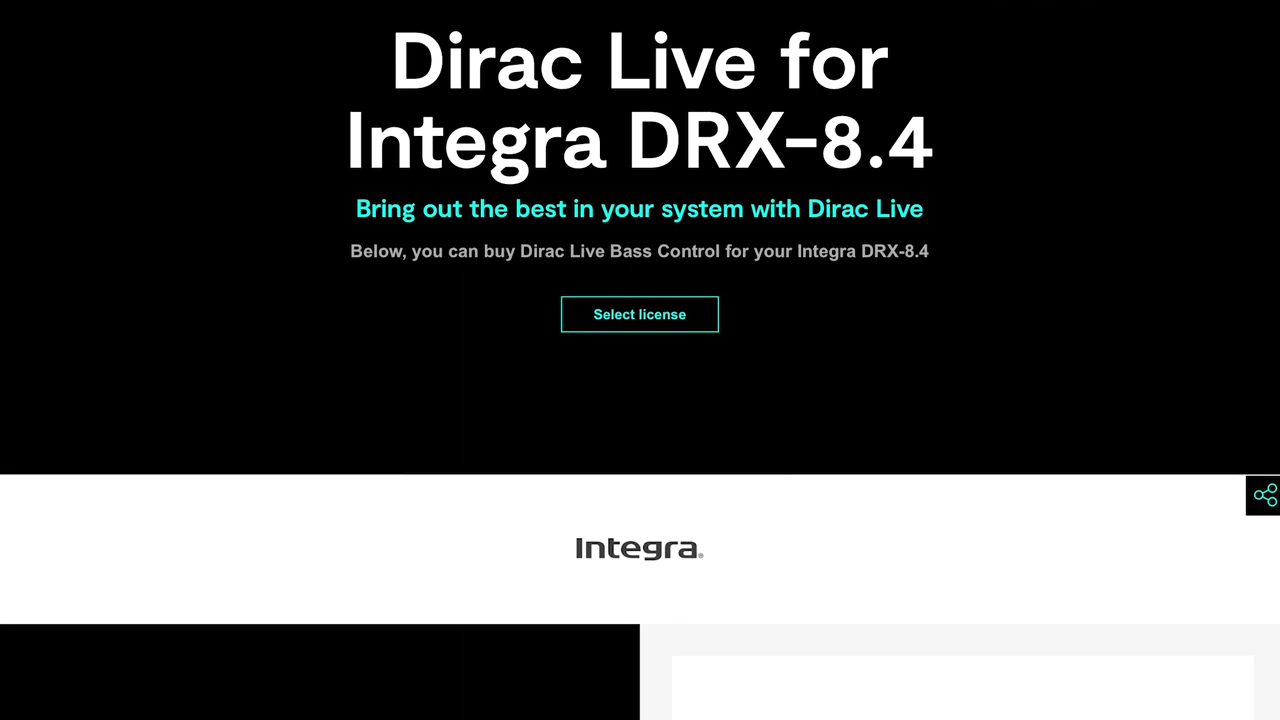 Dirac Live for
Integra DRX-8.4
Bring out the best in your system with Dirac Live
Below, you can buy Dirac Live Bass Control for your Integra DRX-8.4
Select license
Integra®